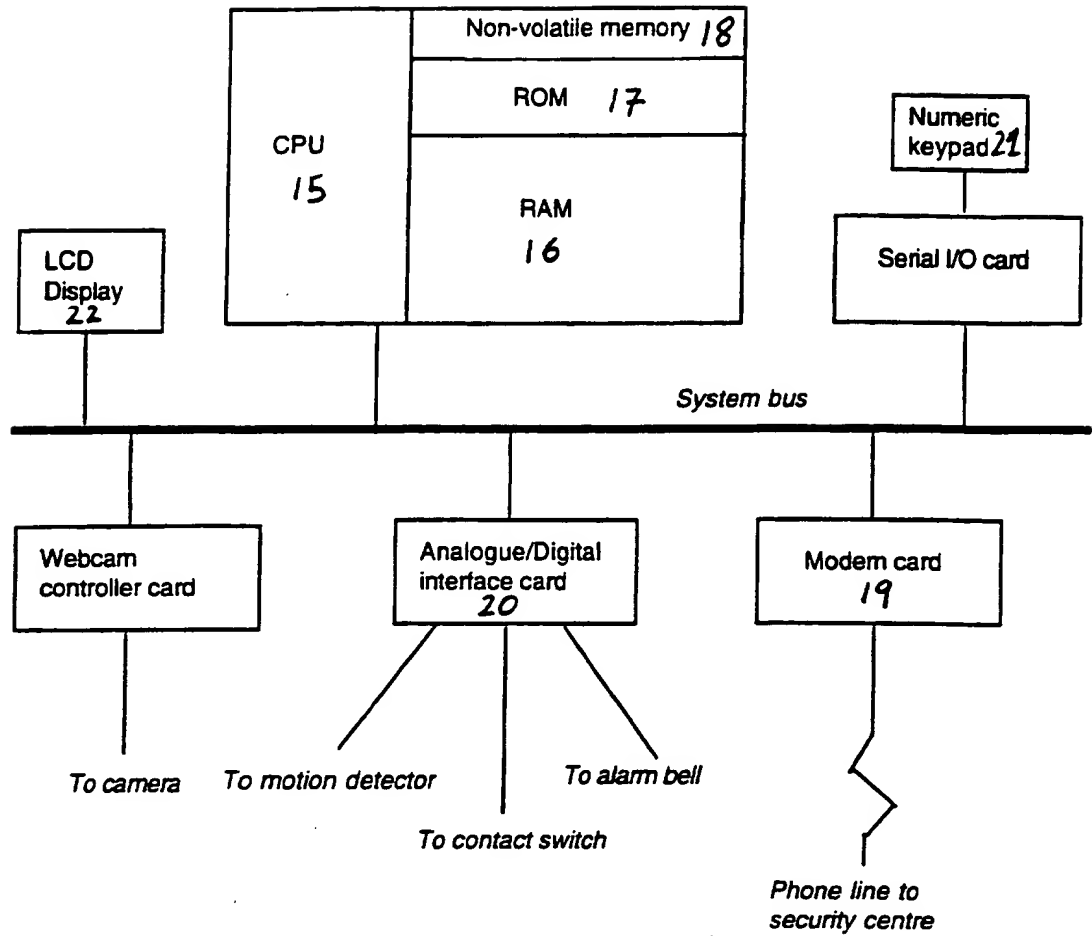 Non-volatile memory 18
ROM 17
CPU
15
RAM
16
Numeric
keypad 21
LCD
Display
22
Serial I/O card
System bus
Webcam
controller card
Analogue/Digital
interface card
20
Modem card
19
To camera
To motion detector
To alarm bell
To contact switch
Phone line to
security centre